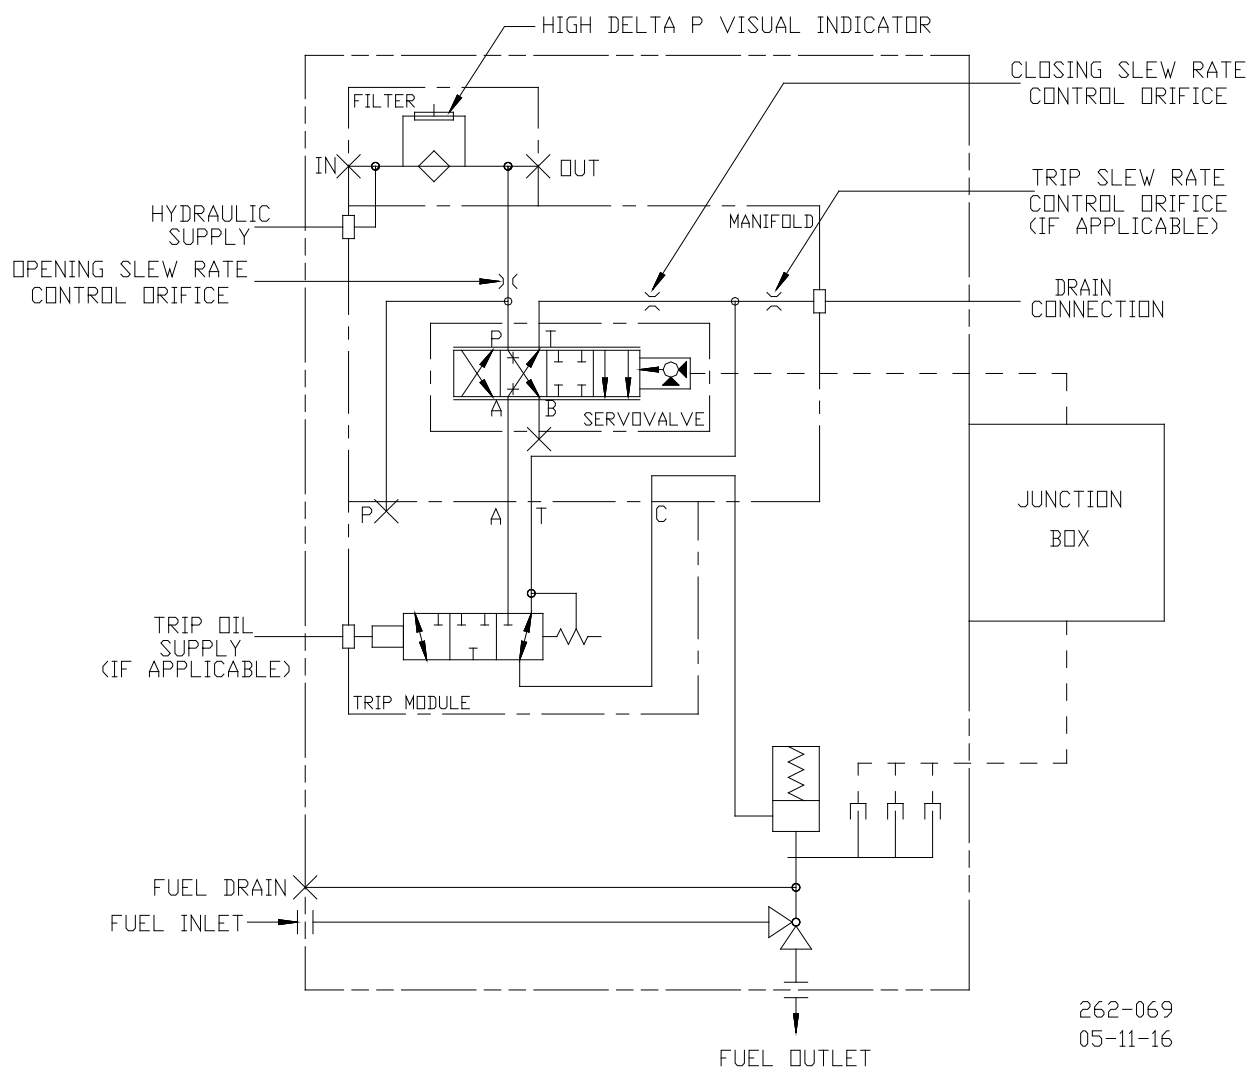 HIGH DELTA P VISUAL INDICATOR
CLOSING SLEW RATE
CONTROL ORIFICE
FILTER
IN
OUT
TRIP SLEW RATE
CONTROL ORIFICE
(IF APPLICABLE)
HYDRAULIC
SUPPLY
MANIFOLD
OPENING SLEW RATE
CONTROL ORIFICE
DRAIN
CONNECTION
P T
A B
SERVOVALVE
JUNCTION
BOX
P A T C
TRIP OIL
SUPPLY
(IF APPLICABLE)
TRIP MODULE
FUEL DRAIN
FUEL INLET
262-069
05-11-16
FUEL OUTLET